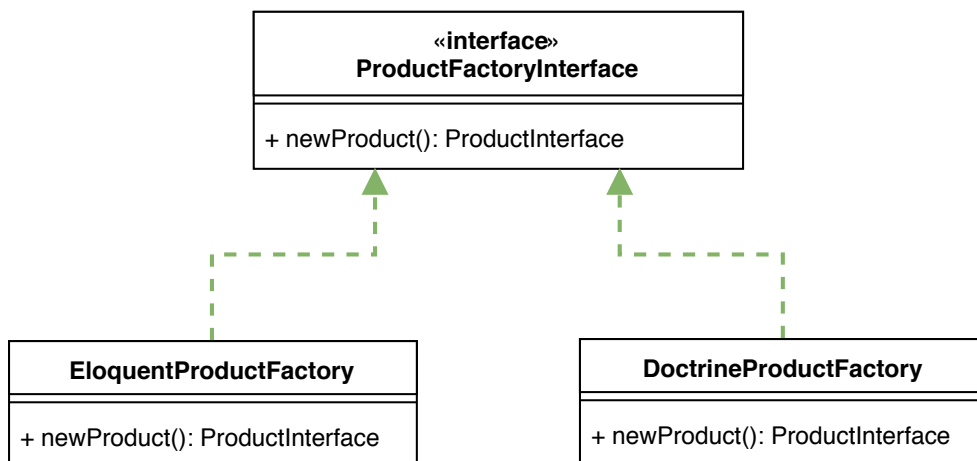 «interface»
ProductFactoryInterface
+ newProduct(): ProductInterface
EloquentProductFactory
+ newProduct(): ProductInterface
DoctrineProductFactory
+ newProduct(): ProductInterface